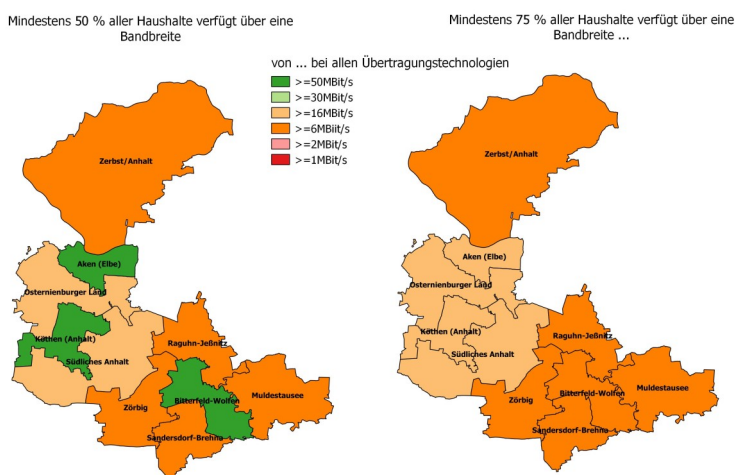 Mindestens 50 % aller Haushalte verfügt über eine
Bandbreite
Mindestens 75 % aller Haushalte verfügt über eine
Bandbreite ...
von ... bei allen Übertragungstechnologien
>=50MBit/s
>=30MBit/s
>=16MBit/s
>=6MBiit/s
>=2MBit/s
>=1MBit/s
Zerbst/Anhalt
Aken (Elbe)
Osternienburger Land
Köthen (Anhalt)
Südliches Anhalt
Raguhn-Jeßnitz
Muldestausee
Zörbig
Bitterfeld-Wolfen
Sandersdorf-Brehna
Zerbst/Anhalt
Aken (Elbe)
Osternienburger Land
Köthen (Anhalt)
Südliches Anhalt
Raguhn-Jeßnitz
Muldestausee
Zörbig
Bitterfeld-Wolfen
Sandersdorf-Brehna